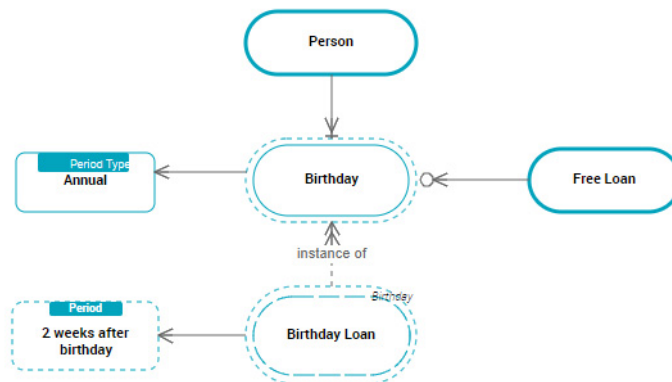 Person
Period Type
Annual
Birthday
Free Loan
instance of
Birthday
Period
2 weeks after
birthday
Birthday Loan